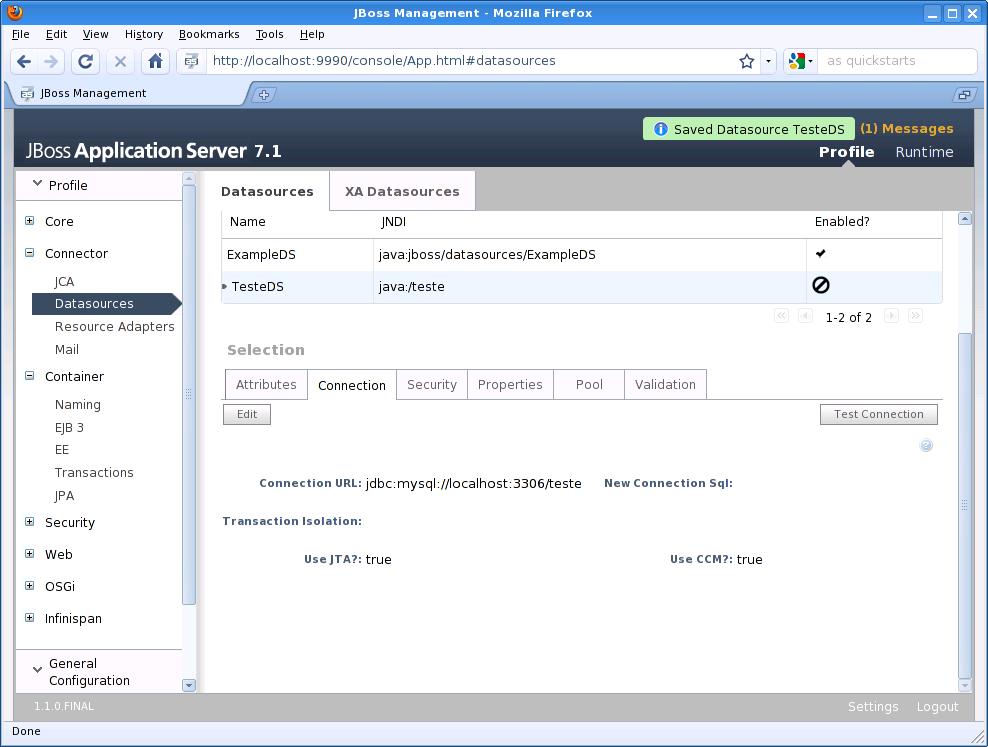 JBoss Management - Mozilla Firefox
File Edit View History Bookmarks Tools Help
http://localhost:9990/console/App.html#datasources
as quickstarts
JBoss Management
Saved Datasource TesteDS (1) Messages
JBoss Application Server 7.1
Profile Runtime
Profile
Core
Connector
JCA
Datasources
Resource Adapters
Mail
Container
Naming
EJB 3
EE
Transactions
JPA
Security
Web
OSGi
Infinispan
General
Configuration
Datasources XA Datasources
Name JNDI Enabled?
ExampleDS java:jboss/datasources/ExampleDS
TesteDS java:/teste
1-2 of 2
Selection
Attributes Connection Security Properties Pool Validation
Edit Test Connection
Connection URL: jdbc:mysql://localhost:3306/teste New Connection Sql:
Transaction Isolation:
Use JTA?: true Use CCM?: true
1.1.0.FINAL Settings Logout
Done